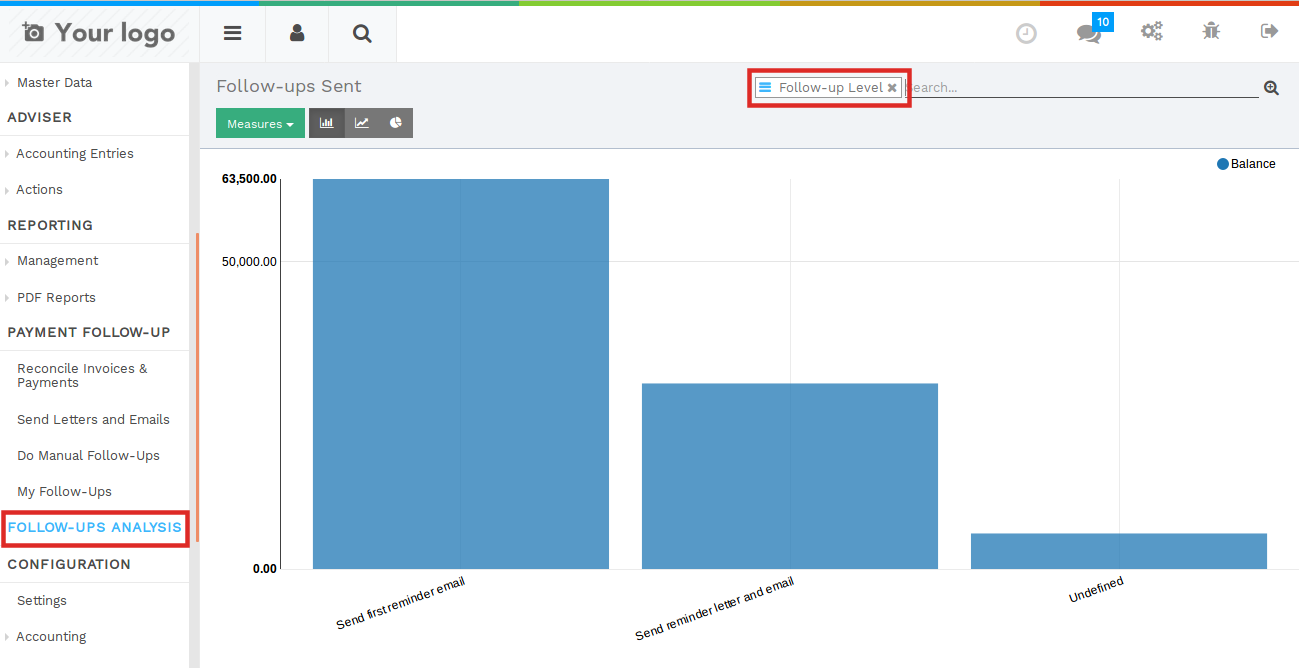 Your logo
10
Master Data
ADVISER
Accounting Entries
Actions
REPORTING
Management
PDF Reports
PAYMENT FOLLOW-UP
Reconcile Invoices &
Payments
Send Letters and Emails
Do Manual Follow-Ups
My Follow-Ups
FOLLOW-UPS ANALYSIS
CONFIGURATION
Settings
Accounting
Follow-ups Sent
Follow-up Level
Search...
Measures
Balance
63,500.00
50,000.00
0.00
Send first reminder email
Send reminder letter and email
Undefined